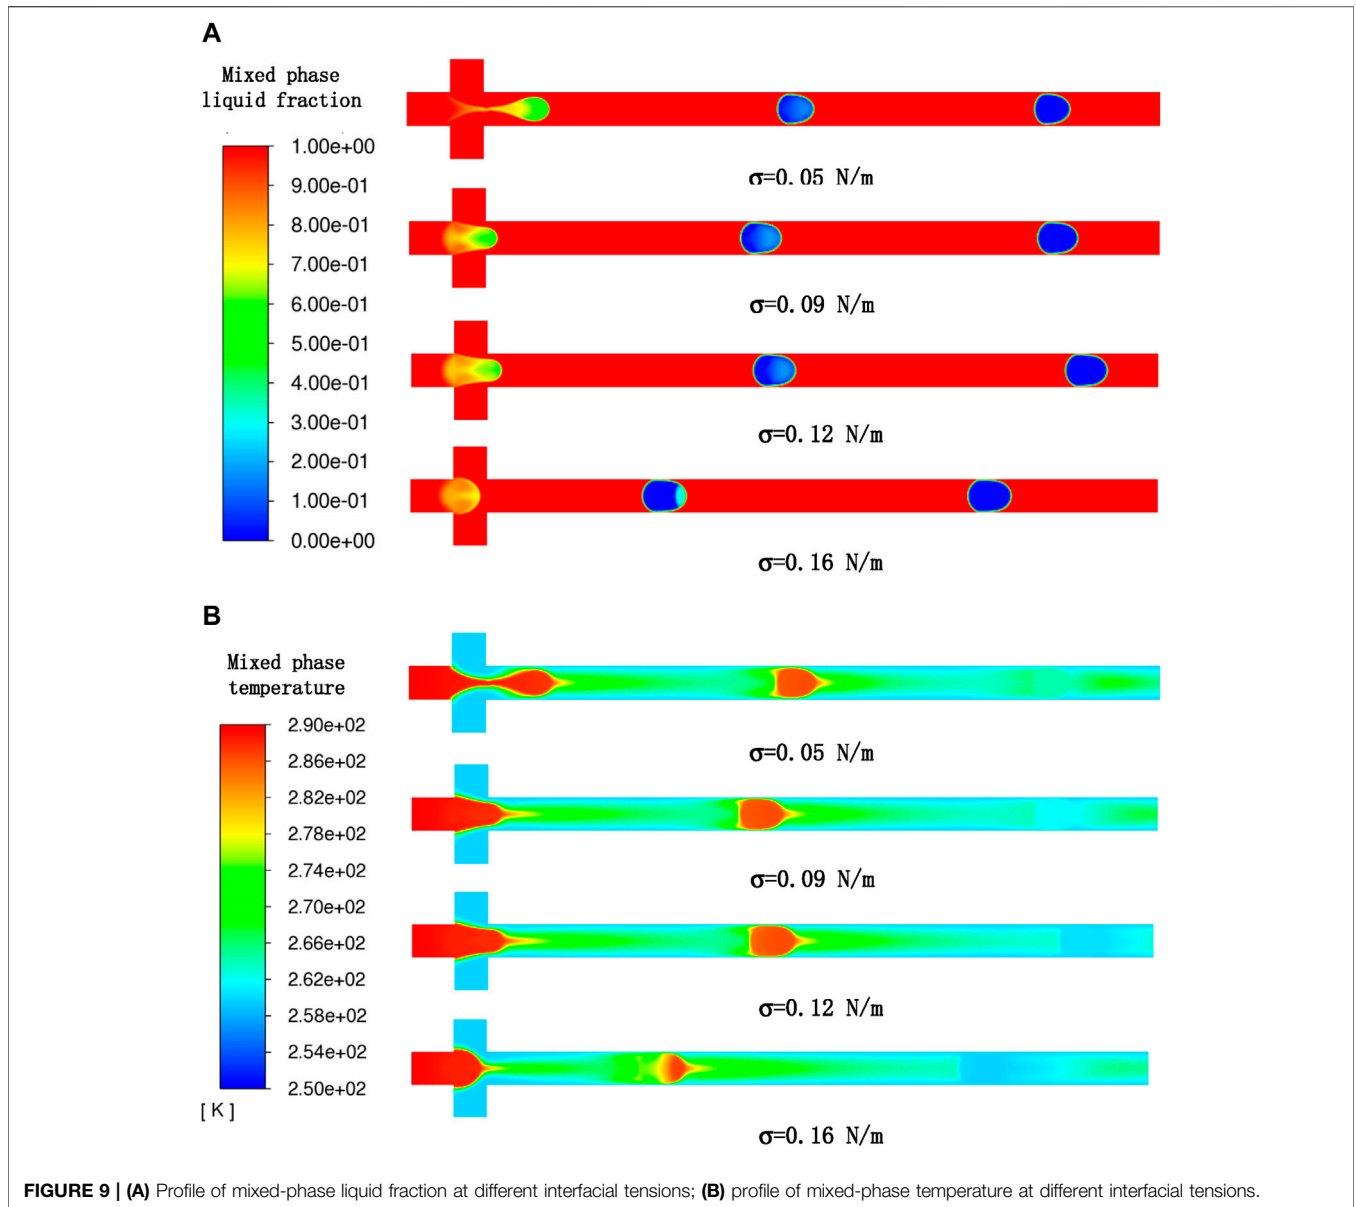 A
Mixed phase
liquid fraction
1.00e+00
9.00e-01
8.00e-01
7.00e-01
6.00e-01
5.00e-01
4.00e-01
3.00e-01
2.00e-01
1.00e-01
0.00e+00
σ=0.05 N/m
σ=0.09 N/m
σ=0.12 N/m
σ=0.16 N/m
B
Mixed phase
temperature
2.90e+02
2.86e+02
2.82e+02
2.78e+02
2.74e+02
2.70e+02
2.66e+02
2.62e+02
2.58e+02
2.54e+02
2.50e+02
[ K ]
σ=0.05 N/m
σ=0.09 N/m
σ=0.12 N/m
σ=0.16 N/m
FIGURE 9 | (A) Profile of mixed-phase liquid fraction at different interfacial tensions; (B) profile of mixed-phase temperature at different interfacial tensions.